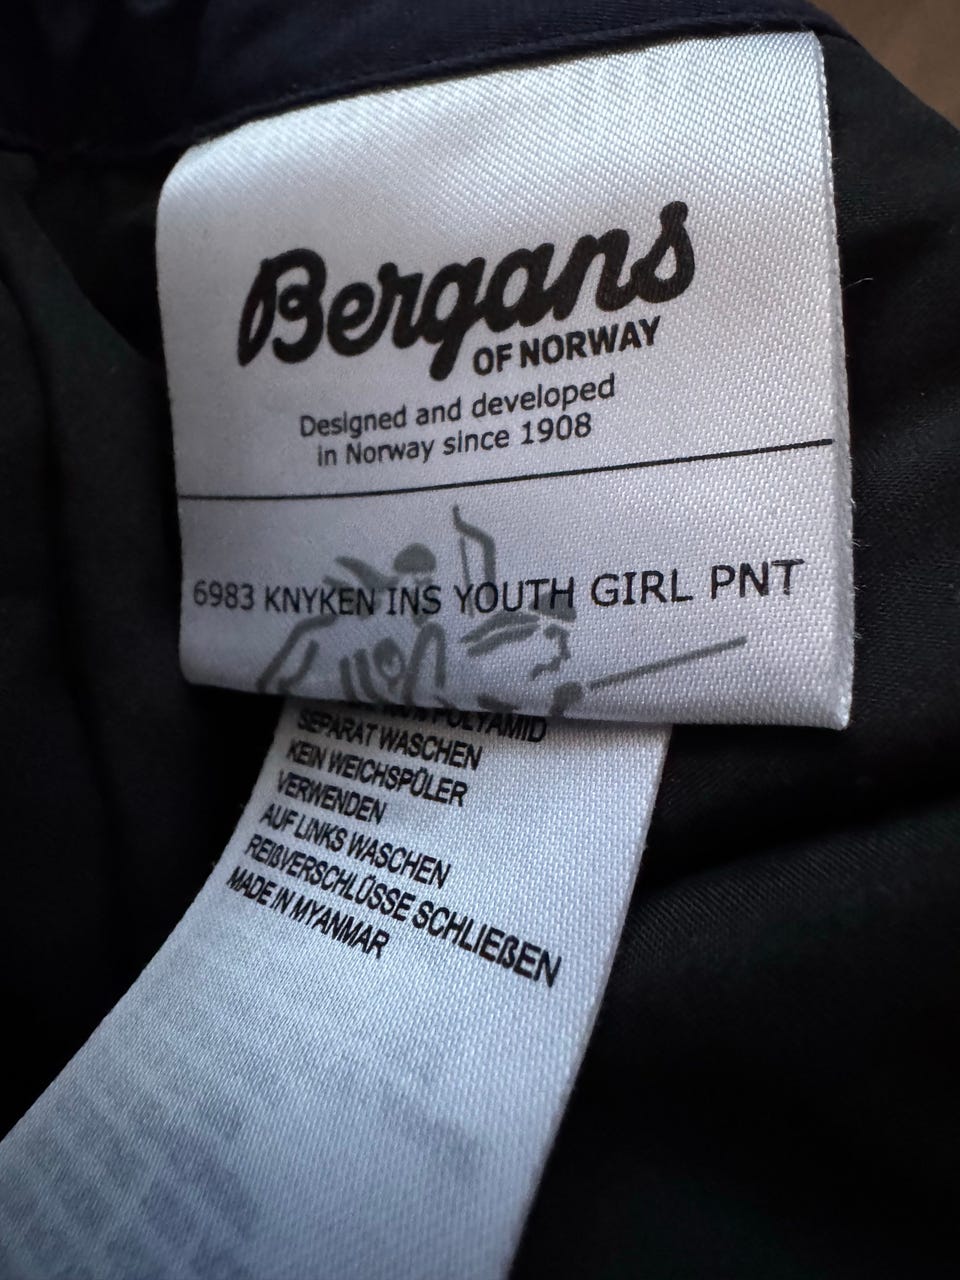 Bergans
OF NORWAY
Designed and developed
in Norway since 1908
6983 KNYKEN INS YOUTH GIRL PNT
POLYAMID
SEPARAT WASCHEN
KEIN WEICHSPÜLER
VERWENDEN
AUF LINKS WASCHEN
REIßVERSCHLÜSSE SCHLIEßEN
MADE IN MYANMAR